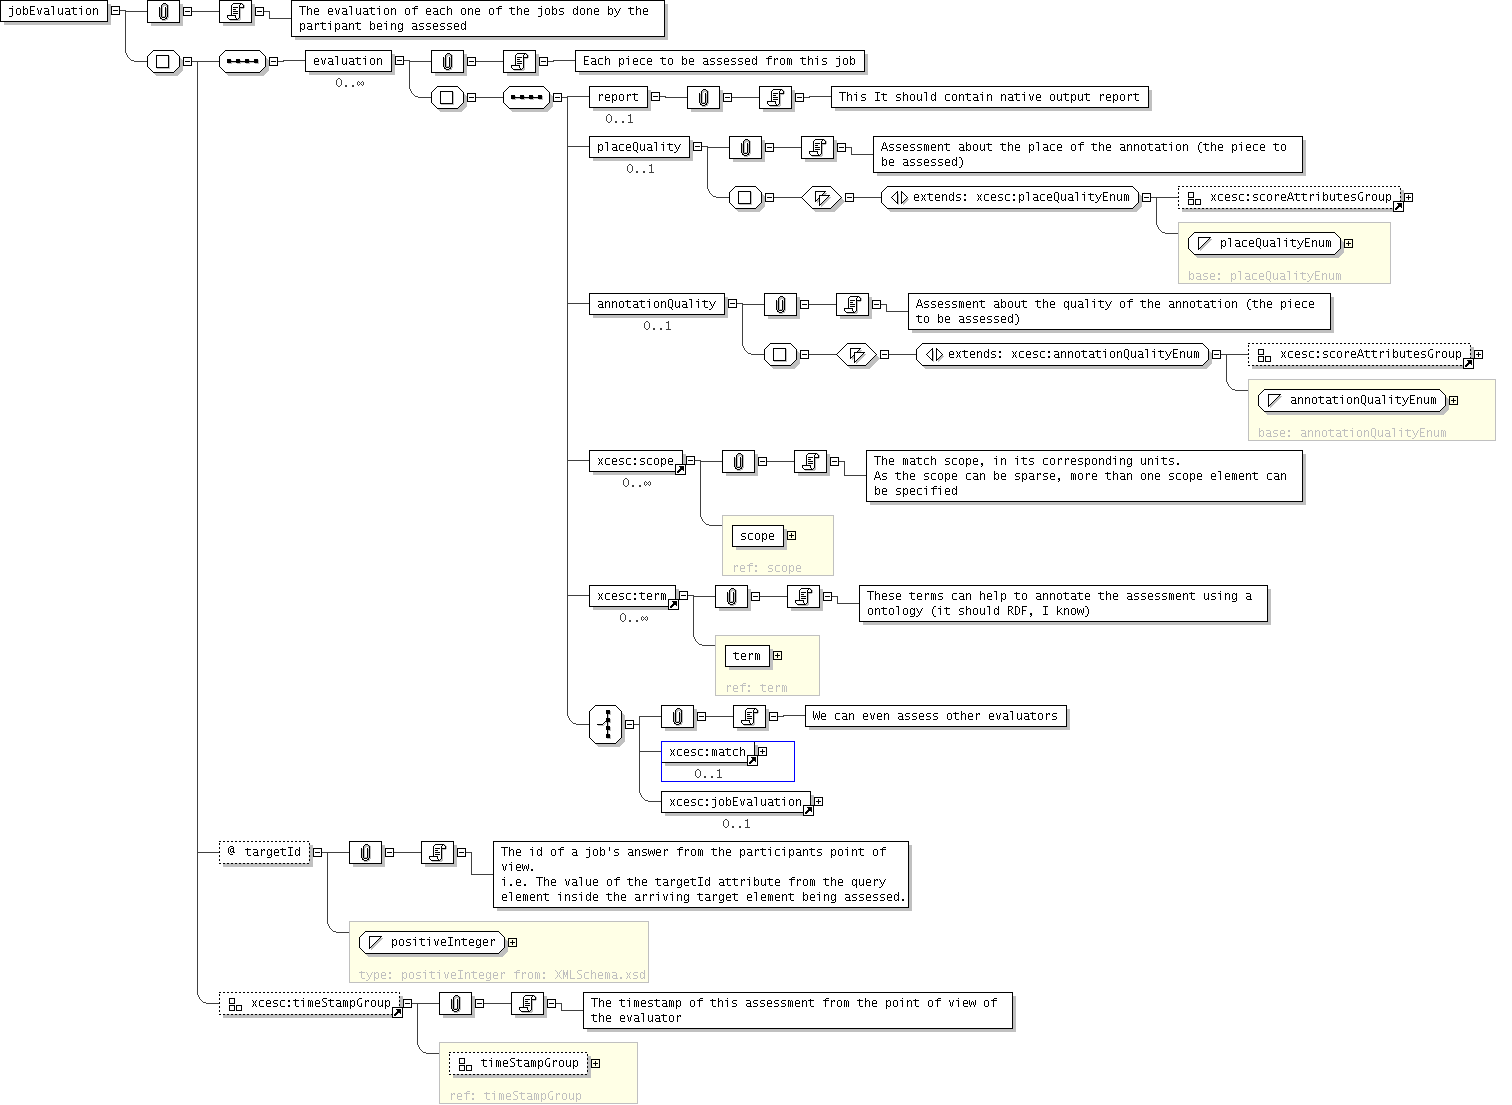 jobEvaluation
The evaluation of each one of the jobs done by the
partipant being assessed
evaluation
0..∞
Each piece to be assessed from this job
report
0..1
This It should contain native output report
placeQuality
0..1
Assessment about the place of the annotation (the piece to
be assessed)
extends: xcesc:placeQualityEnum
xcesc:scoreAttributesGroup
placeQualityEnum
base: placeQualityEnum
annotationQuality
0..1
Assessment about the quality of the annotation (the piece
to be assessed)
extends: xcesc:annotationQualityEnum
xcesc:scoreAttributesGroup
annotationQualityEnum
base: annotationQualityEnum
xcesc:scope
0..∞
The match scope, in its corresponding units.
As the scope can be sparse, more than one scope element can
be specified
scope
ref: scope
xcesc:term
0..∞
These terms can help to annotate the assessment using a
ontology (it should RDF, I know)
term
ref: term
We can even assess other evaluators
xcesc:match
0..1
xcesc:jobEvaluation
0..1
@ targetId
The id of a job's answer from the participants point of
view.
i.e. The value of the targetId attribute from the query
element inside the arriving target element being assessed.
positiveInteger
type: positiveInteger from: XMLSchema.xsd
xcesc:timeStampGroup
The timestamp of this assessment from the point of view of
the evaluator
timeStampGroup
ref: timeStampGroup